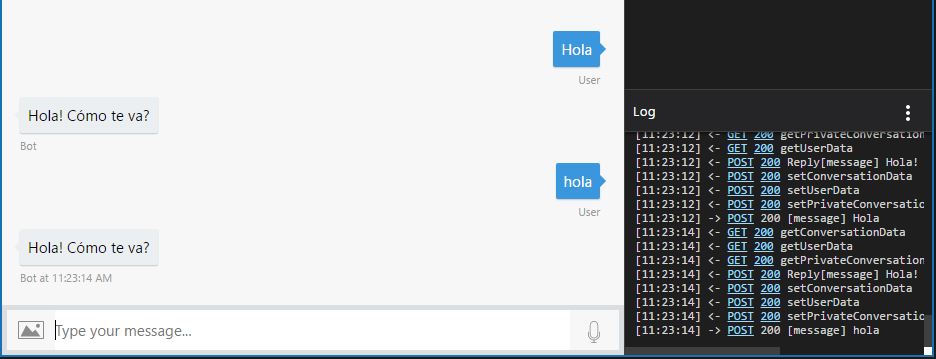 Hola
User
Hola! Cómo te va?
Bot
hola
User
Hola! Cómo te va?
Bot at 11:23:14 AM
Type your message...
Log
[11:23:12] <- GET 200 getPrivateConversation
[11:23:12] <- GET 200 getUserData
[11:23:12] <- POST 200 Reply[message] Hola!
[11:23:12] <- POST 200 setConversationData
[11:23:12] <- POST 200 setUserData
[11:23:12] <- POST 200 setPrivateConversatio
[11:23:12] -> POST 200 [message] Hola
[11:23:14] <- GET 200 getConversationData
[11:23:14] <- GET 200 getUserData
[11:23:14] <- GET 200 getPrivateConversation
[11:23:14] <- POST 200 Reply[message] Hola!
[11:23:14] <- POST 200 setConversationData
[11:23:14] <- POST 200 setUserData
[11:23:14] <- POST 200 setPrivateConversatio
[11:23:14] -> POST 200 [message] hola